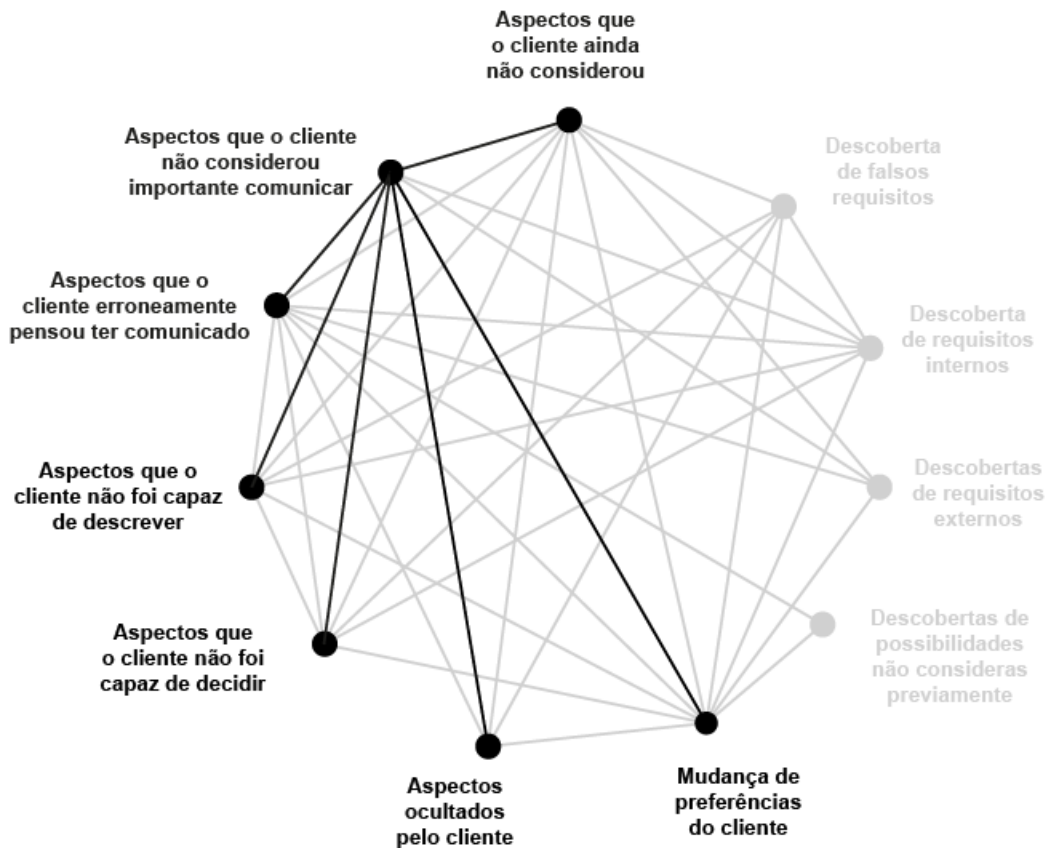 Aspectos que
o cliente ainda
não considerou
Aspectos que o cliente
não considerou
importante comunicar
Descoberta
de falsos
requisitos
Aspectos que o
cliente erroneamente
pensou ter comunicado
Descoberta
de requisitos
internos
Aspectos que o
cliente não foi capaz
de descrever
Descobertas
de requisitos
externos
Aspectos que
o cliente não foi
capaz de decidir
Descobertas de
possibilidades
não consideras
previamente
Aspectos
ocultados
pelo cliente
Mudança de
preferências
do cliente